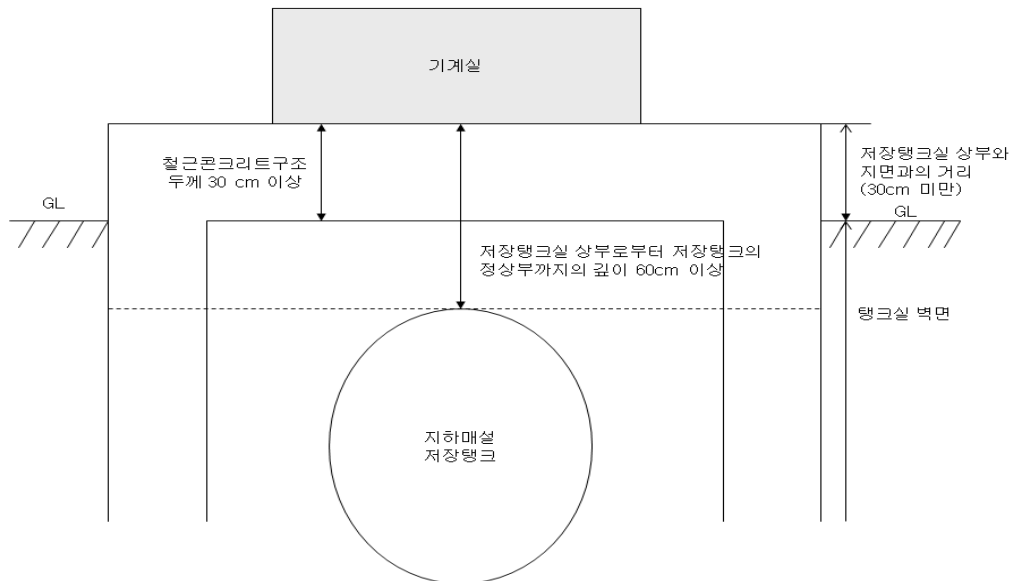 기계실
철근콘크리트구조
두께 30 cm 이상
저장탱크실 상부와
지면과의 거리
(30cm 미만)
GL
GL
저장탱크실 상부로부터 저장탱크의
정상부까지의 깊이 60cm 이상
탱크실 벽면
지하매설
저장탱크